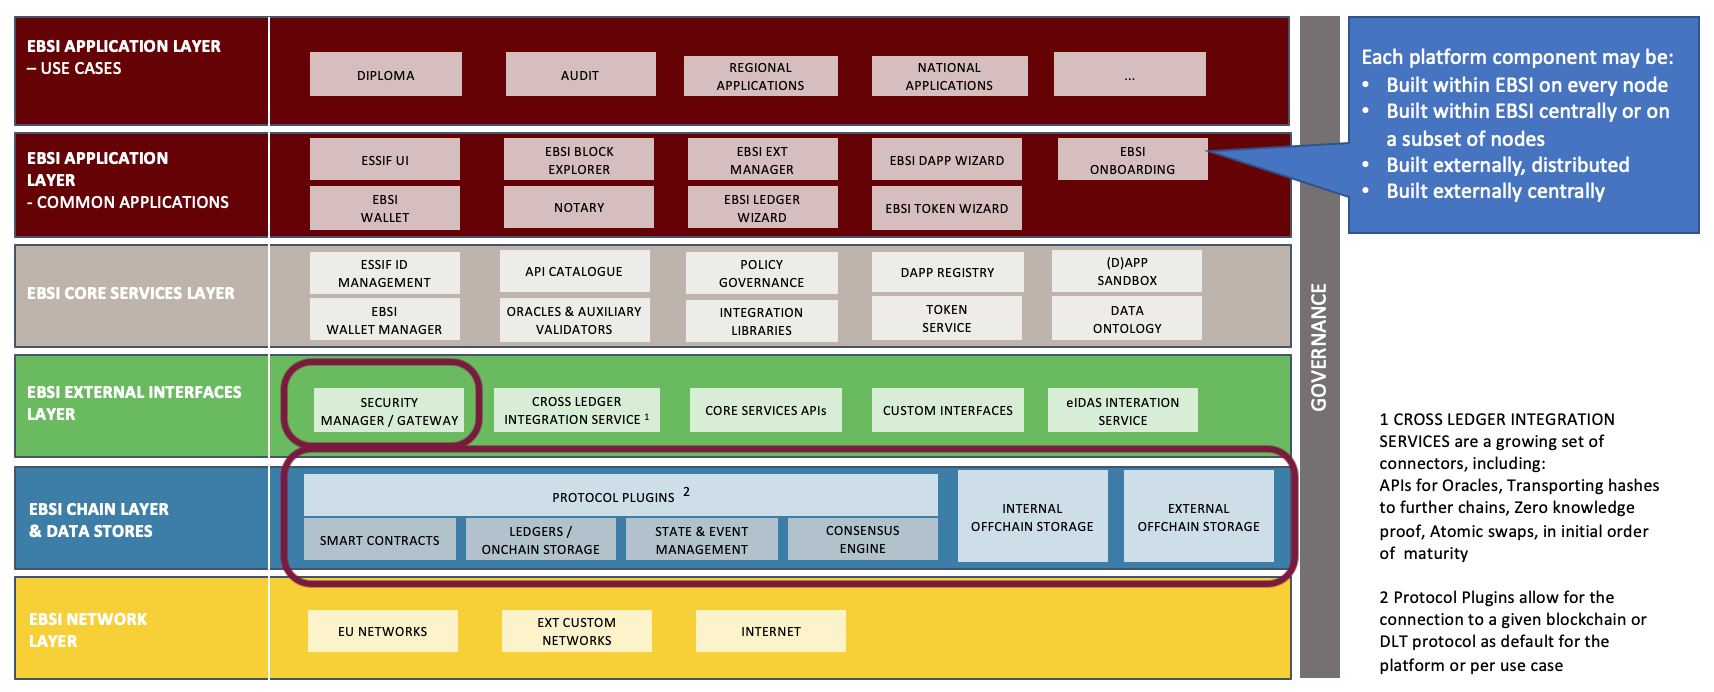 EBSI APPLICATION LAYER
– USE CASES
DIPLOMA
AUDIT
REGIONAL
APPLICATIONS
NATIONAL
APPLICATIONS
...
EBSI APPLICATION
LAYER
- COMMON APPLICATIONS
ESSIF UI
EBSI BLOCK
EXPLORER
EBSI EXT
MANAGER
EBSI DAPP WIZARD
EBSI
ONBOARDING
EBSI
WALLET
NOTARY
EBSI LEDGER
WIZARD
EBSI TOKEN WIZARD
EBSI CORE SERVICES LAYER
ESSIF ID
MANAGEMENT
API CATALOGUE
POLICY
GOVERNANCE
DAPP REGISTRY
(D)APP
SANDBOX
EBSI
WALLET MANAGER
ORACLES & AUXILIARY
VALIDATORS
INTEGRATION
LIBRARIES
TOKEN
SERVICE
DATA
ONTOLOGY
EBSI EXTERNAL INTERFACES
LAYER
SECURITY
MANAGER / GATEWAY
CROSS LEDGER
INTEGRATION SERVICE 1
CORE SERVICES APIs
CUSTOM INTERFACES
eIDAS INTERATION
SERVICE
EBSI CHAIN LAYER
& DATA STORES
PROTOCOL PLUGINS 2
SMART CONTRACTS
LEDGERS /
ONCHAIN STORAGE
STATE & EVENT
MANAGEMENT
CONSENSUS
ENGINE
INTERNAL
OFFCHAIN STORAGE
EXTERNAL
OFFCHAIN STORAGE
EBSI NETWORK
LAYER
EU NETWORKS
EXT CUSTOM
NETWORKS
INTERNET
GOVERNANCE
Each platform component may be:
• Built within EBSI on every node
• Built within EBSI centrally or on
a subset of nodes
• Built externally, distributed
• Built externally centrally
1 CROSS LEDGER INTEGRATION
SERVICES are a growing set of
connectors, including:
APIs for Oracles, Transporting hashes
to further chains, Zero knowledge
proof, Atomic swaps, in initial order
of maturity
2 Protocol Plugins allow for the
connection to a given blockchain or
DLT protocol as default for the
platform or per use case